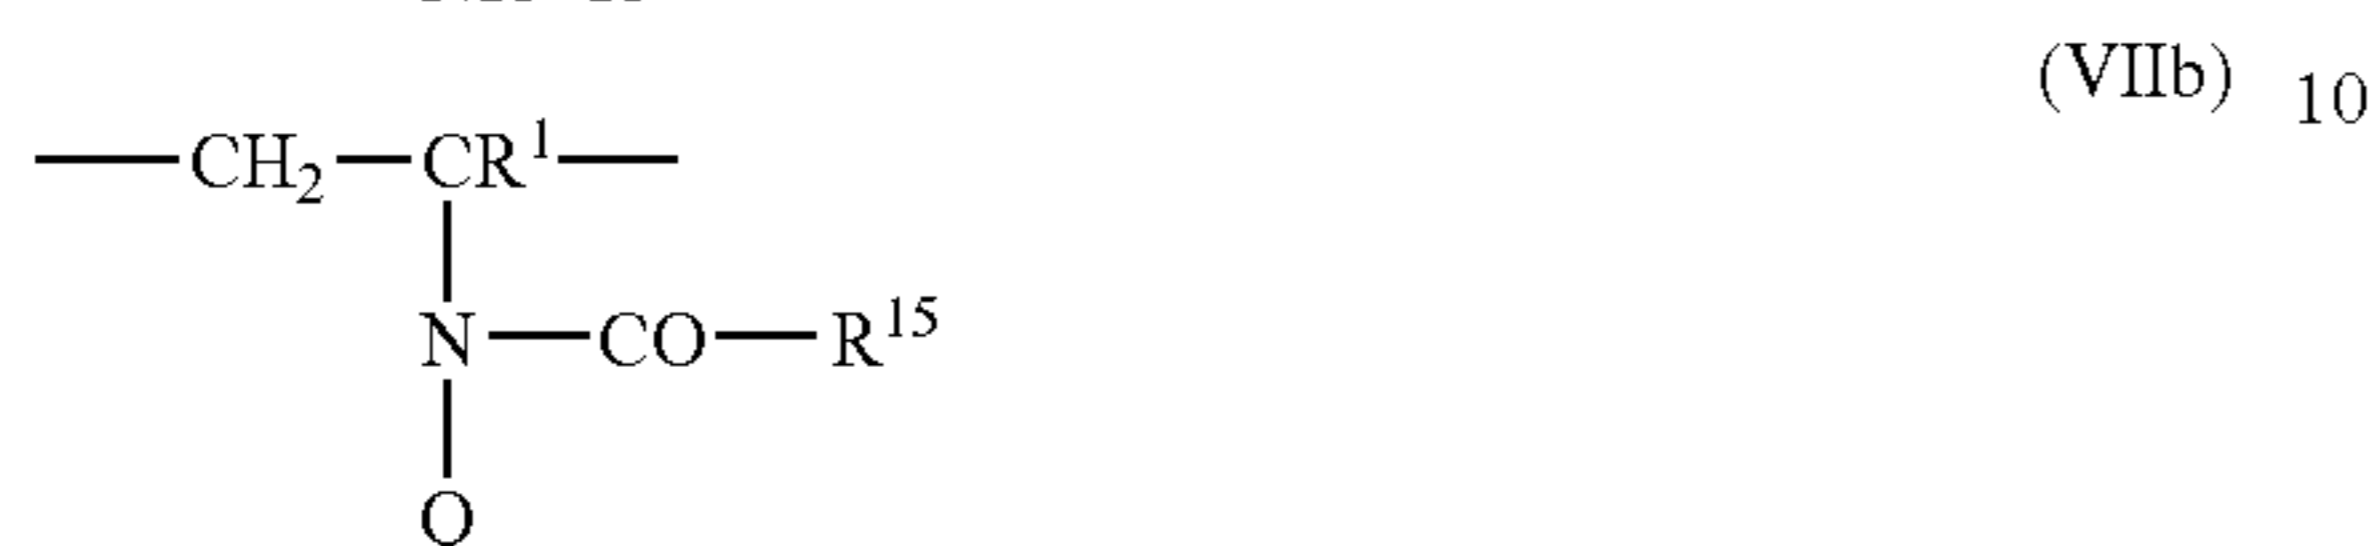 (VIIb) 10
—CH₂—CR¹—
N—CO—R¹⁵
O